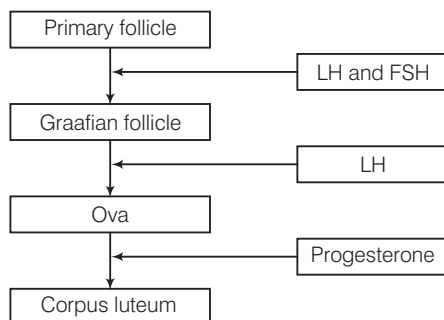 Primary follicle
LH and FSH
Graafian follicle
LH
Ova
Progesterone
Corpus luteum